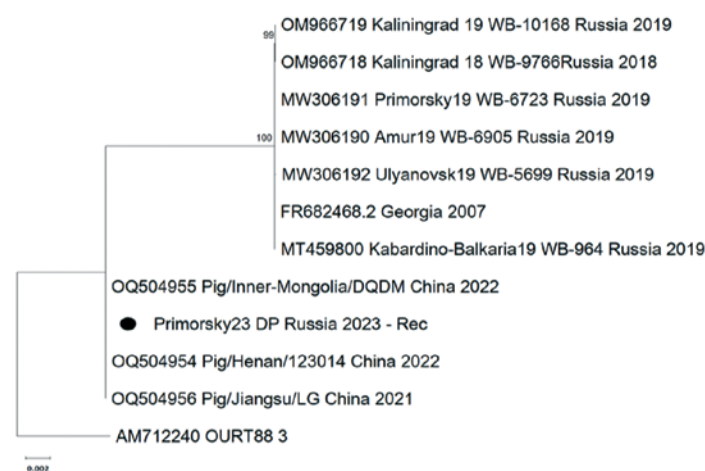 99
OM966719 Kaliningrad 19 WB-10168 Russia 2019
OM966718 Kaliningrad 18 WB-9766Russia 2018
MW306191 Primorsky19 WB-6723 Russia 2019
100
MW306190 Amur19 WB-6905 Russia 2019
MW306192 Ulyanovsk19 WB-5699 Russia 2019
FR682468.2 Georgia 2007
MT459800 Kabardino-Balkaria19 WB-964 Russia 2019
OQ504955 Pig/Inner-Mongolia/DQDM China 2022
Primorsky23 DP Russia 2023 - Rec
OQ504954 Pig/Henan/123014 China 2022
OQ504956 Pig/Jiangsu/LG China 2021
AM712240 OURT88 3
0.002